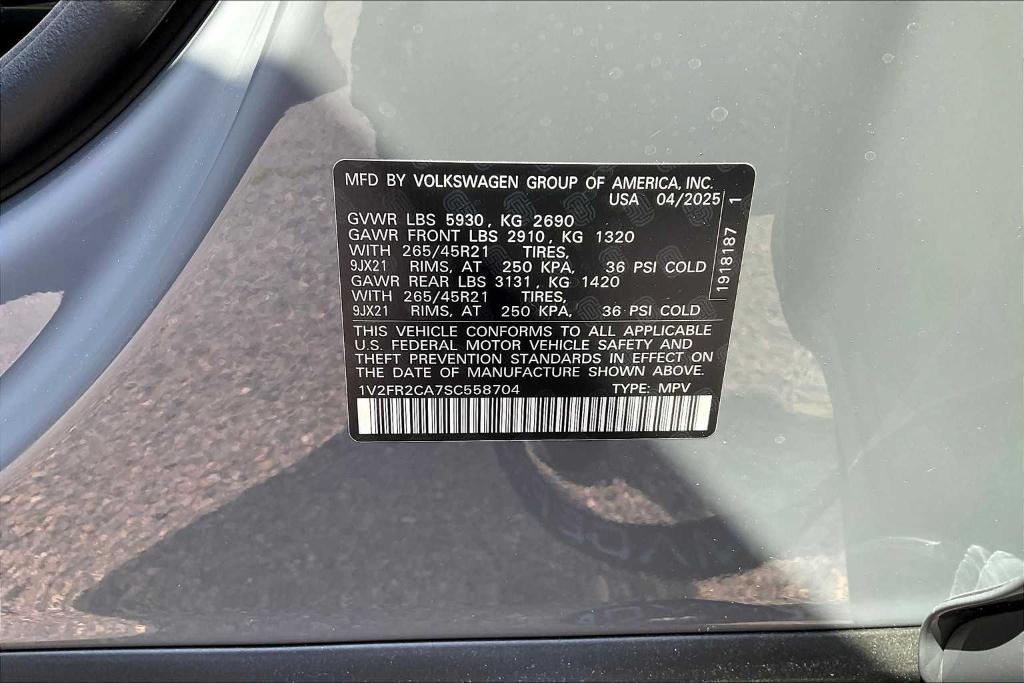 MFD BY VOLKSWAGEN GROUP OF AMERICA, INC.
USA 04/2025
GVWR LBS 5930, KG 2690
GAWR FRONT LBS 2910, KG 1320
WITH 265/45R21 TIRES,
9JX21 RIMS, AT 250 KPA, 36 PSI COLD
GAWR REAR LBS 3131, KG 1420
WITH 265/45R21 TIRES,
9JX21 RIMS, AT 250 KPA, 36 PSI COLD
1918187 1
THIS VEHICLE CONFORMS TO ALL APPLICABLE
U.S. FEDERAL MOTOR VEHICLE SAFETY AND
THEFT PREVENTION STANDARDS IN EFFECT ON
THE DATE OF MANUFACTURE SHOWN ABOVE.
1V2FR2CA7SC558704 TYPE: MPV